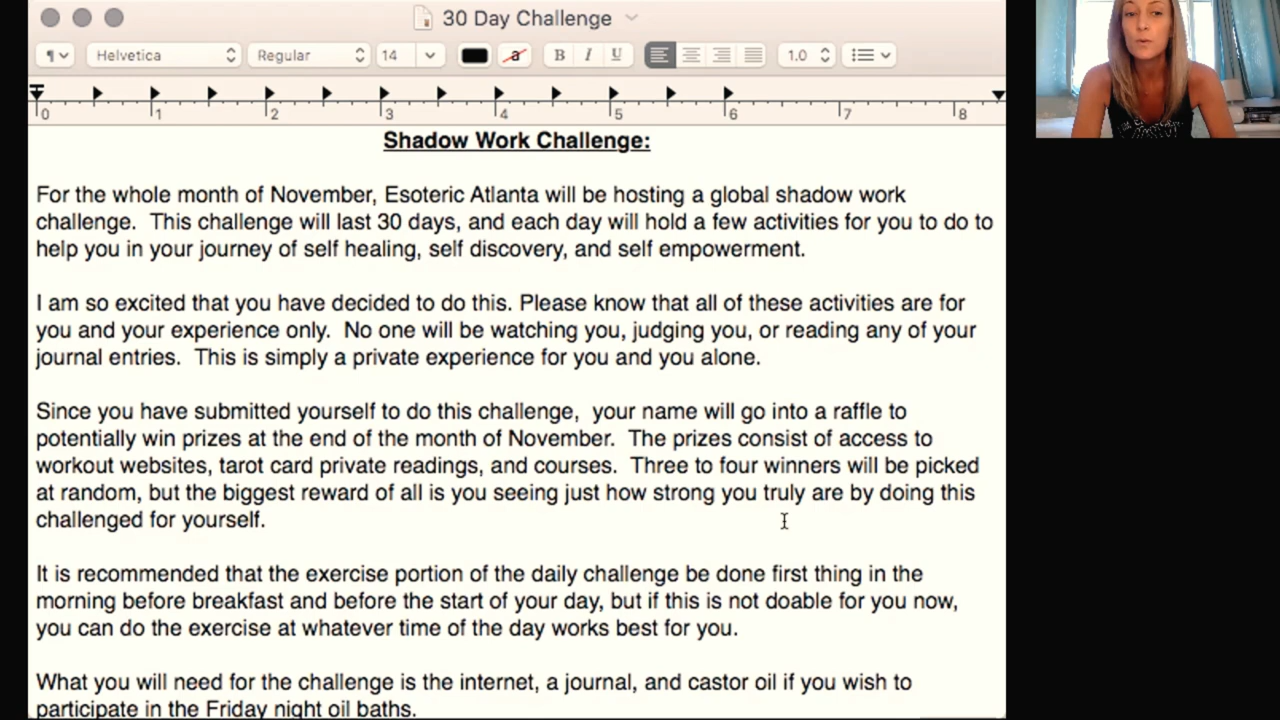 30 Day Challenge
¶ Helvetica Regular 14 a B I U 1.0
0 1 2 3 4 5 6 7 8
Shadow Work Challenge:
For the whole month of November, Esoteric Atlanta will be hosting a global shadow work
challenge.  This challenge will last 30 days, and each day will hold a few activities for you to do to
help you in your journey of self healing, self discovery, and self empowerment.
I am so excited that you have decided to do this. Please know that all of these activities are for
you and your experience only.  No one will be watching you, judging you, or reading any of your
journal entries.  This is simply a private experience for you and you alone.
Since you have submitted yourself to do this challenge,  your name will go into a raffle to
potentially win prizes at the end of the month of November.  The prizes consist of access to
workout websites, tarot card private readings, and courses.  Three to four winners will be picked
at random, but the biggest reward of all is you seeing just how strong you truly are by doing this
challenged for yourself.
It is recommended that the exercise portion of the daily challenge be done first thing in the
morning before breakfast and before the start of your day, but if this is not doable for you now,
you can do the exercise at whatever time of the day works best for you.
What you will need for the challenge is the internet, a journal, and castor oil if you wish to
participate in the Friday night oil baths.